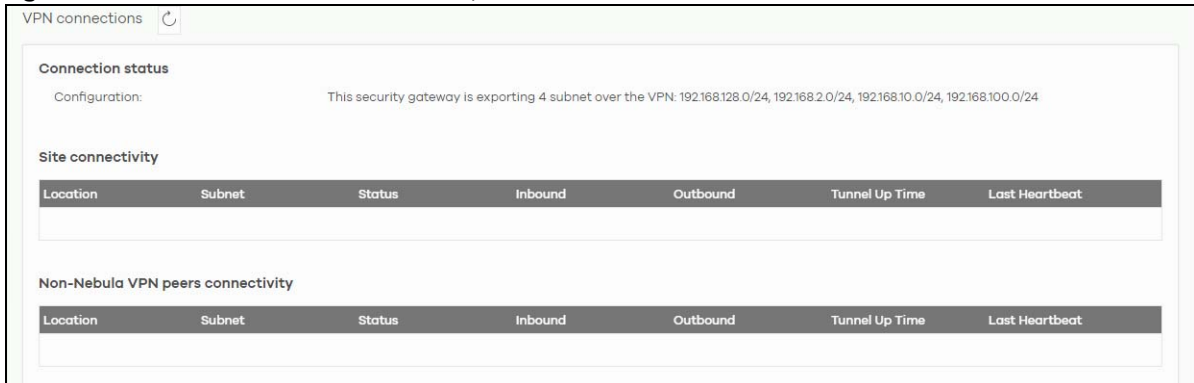 VPN connections
Connection status
Configuration: This security gateway is exporting 4 subnet over the VPN: 192.168.128.0/24, 192.168.2.0/24, 192.168.10.0/24, 192.168.100.0/24
Site connectivity
Location Subnet Status Inbound Outbound Tunnel Up Time Last Heartbeat
Non-Nebula VPN peers connectivity
Location Subnet Status Inbound Outbound Tunnel Up Time Last Heartbeat